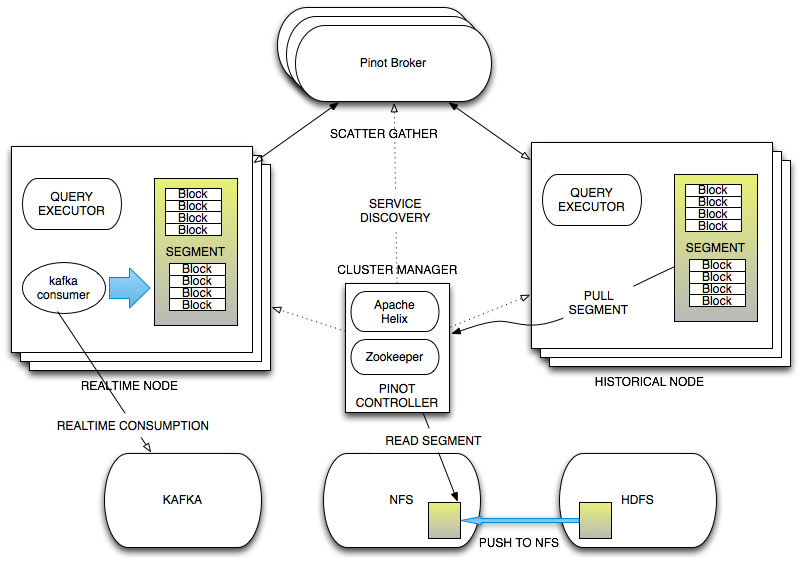 Pinot Broker
SCATTER GATHER
QUERY
EXECUTOR
Block
Block
Block
Block
SEGMENT
Block
Block
Block
Block
kafka
consumer
REALTIME NODE
SERVICE
DISCOVERY
CLUSTER MANAGER
Apache
Helix
Zookeeper
PINOT
CONTROLLER
QUERY
EXECUTOR
Block
Block
Block
Block
SEGMENT
Block
Block
Block
Block
PULL
SEGMENT
HISTORICAL NODE
REALTIME CONSUMPTION
READ SEGMENT
KAFKA
NFS
HDFS
PUSH TO NFS